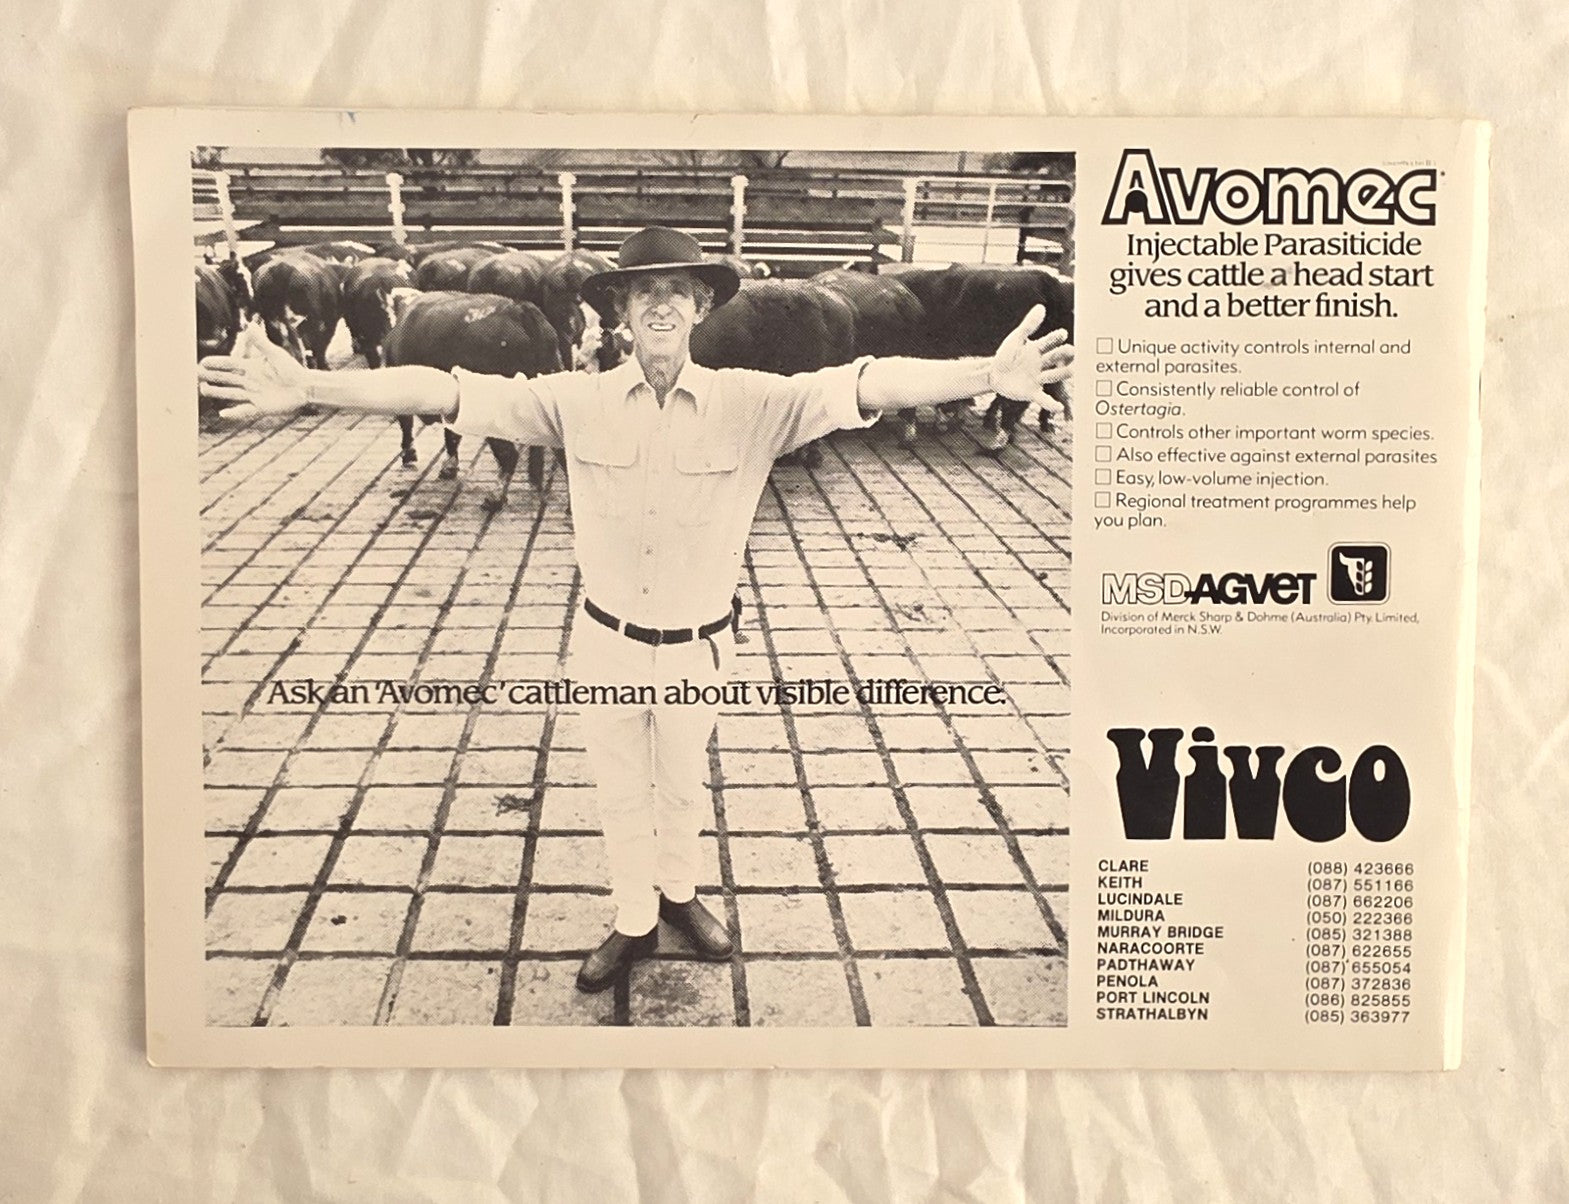 Avomec
Injectable Parasiticide
gives cattle a head start
and a better finish.
☐ Unique activity controls internal and
external parasites.
☐ Consistently reliable control of
Ostertagia.
☐ Controls other important worm species.
☐ Also effective against external parasites
☐ Easy, low-volume injection.
☐ Regional treatment programmes help
you plan.
MSD-AGVET
Division of Merck Sharp & Dohme (Australia) Pty. Limited,
Incorporated in N.S.W.
Ask an 'Avomec' cattleman about visible difference.
Vivco
CLARE (088) 423666
KEITH (087) 551166
LUCINDALE (087) 662206
MILDURA (050) 222366
MURRAY BRIDGE (085) 321388
NARACOORTE (087) 622655
PADTHAWAY (087) 655054
PENOLA (087) 372836
PORT LINCOLN (086) 825855
STRATHALBYN (085) 363977